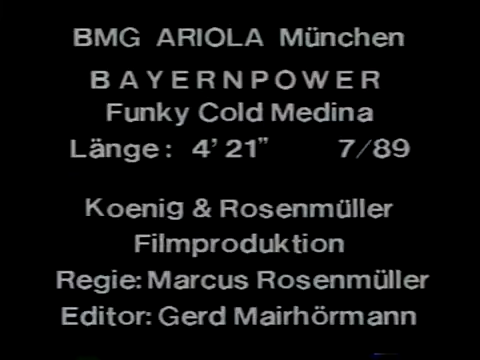 BMG ARIOLA München
BAYERNPOWER
Funky Cold Medina
Länge: 4' 21" 7/89
Koenig & Rosenmüller
Filmproduktion
Regie: Marcus Rosenmüller
Editor: Gerd Mairhörmann